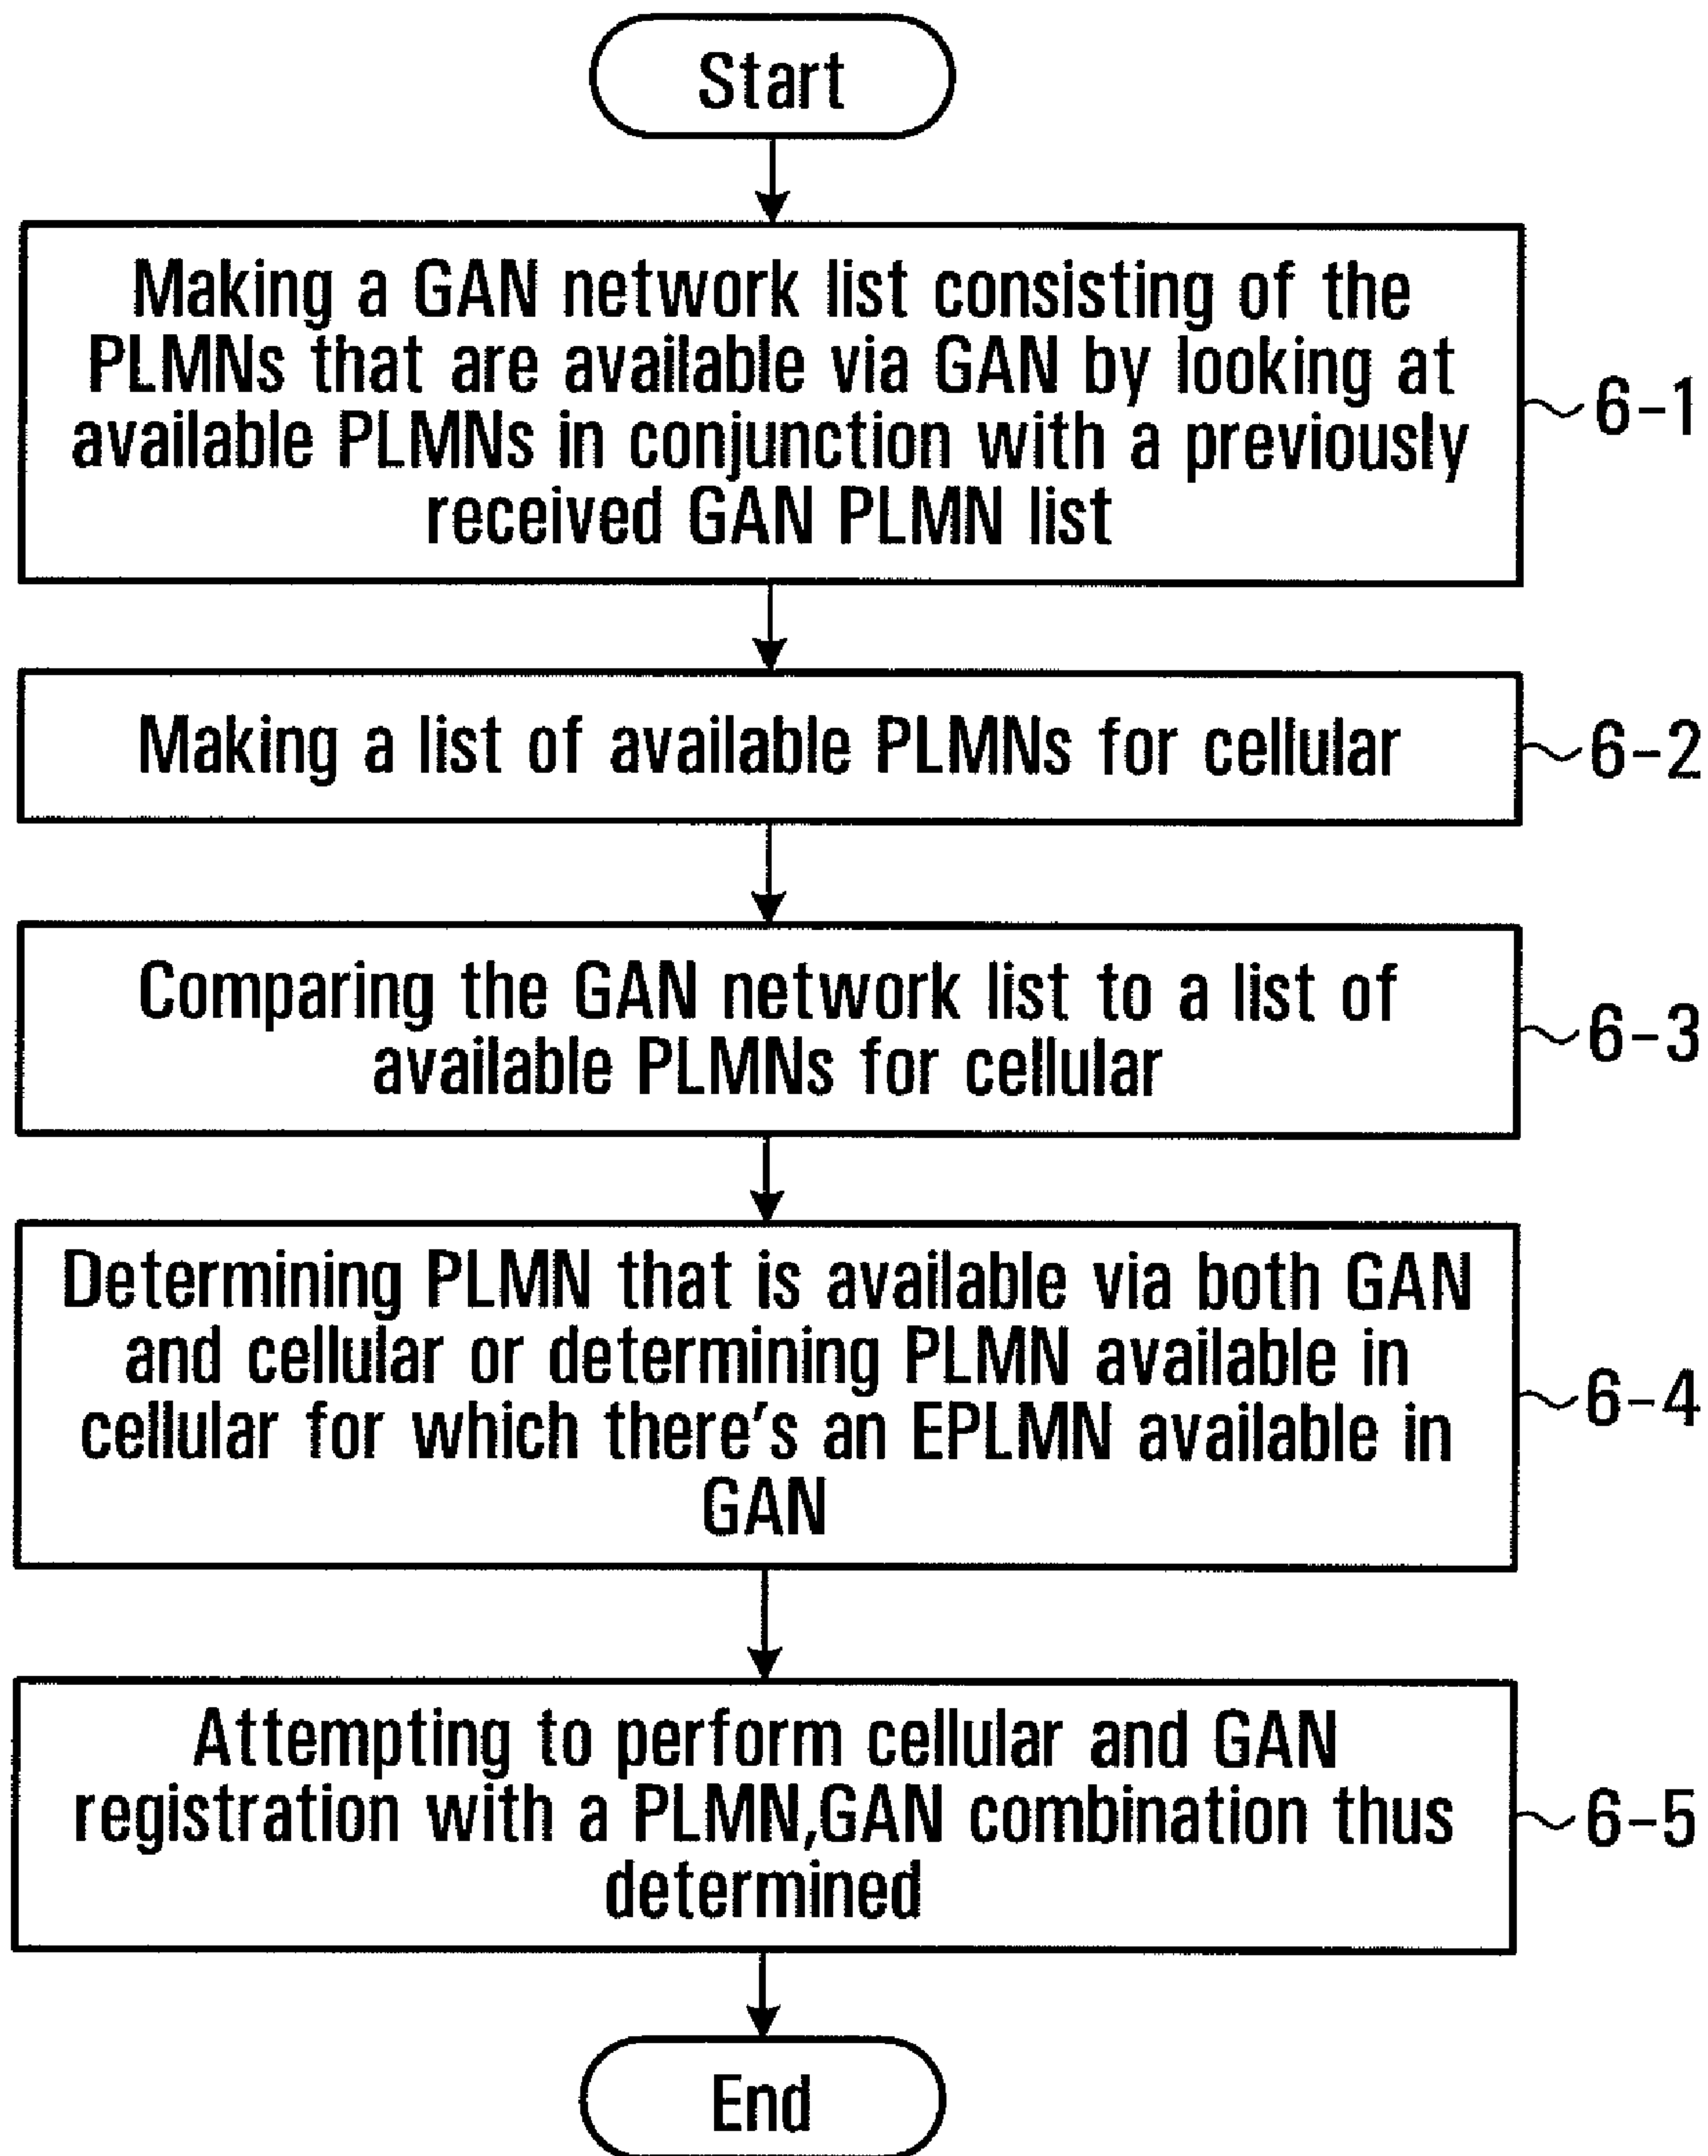 Start
Making a GAN network list consisting of the
PLMNs that are available via GAN by looking at
available PLMNs in conjunction with a previously
received GAN PLMN list
6-1
Making a list of available PLMNs for cellular
6-2
Comparing the GAN network list to a list of
available PLMNs for cellular
6-3
Determining PLMN that is available via both GAN
and cellular or determining PLMN available in
cellular for which there's an EPLMN available in
GAN
6-4
Attempting to perform cellular and GAN
registration with a PLMN,GAN combination thus
determined
6-5
End